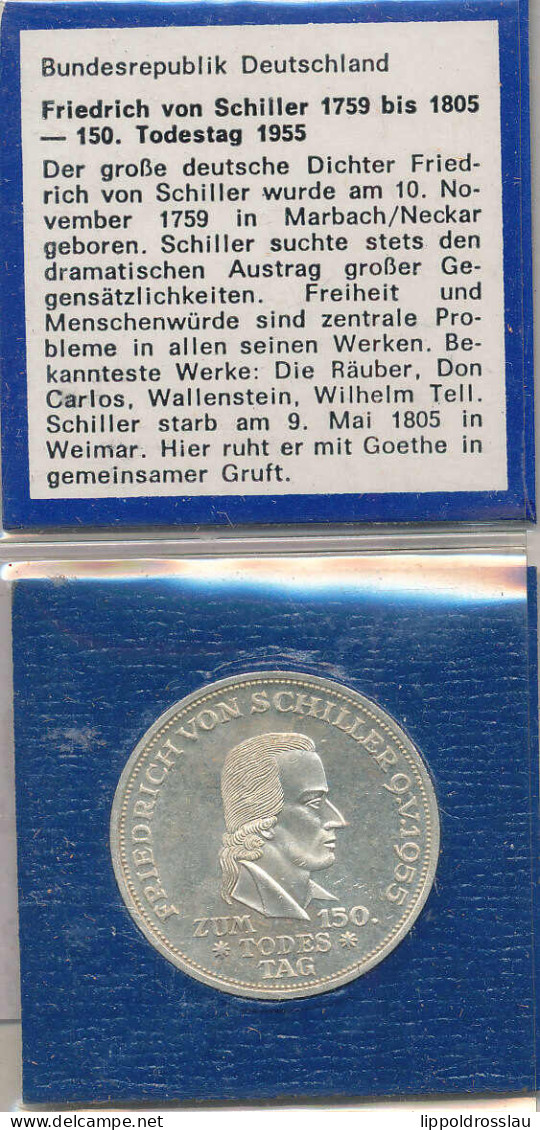 Bundesrepublik Deutschland
Friedrich von Schiller 1759 bis 1805
— 150. Todestag 1955
Der große deutsche Dichter Fried-
rich von Schiller wurde am 10. No-
vember 1759 in Marbach/Neckar
geboren. Schiller suchte stets den
dramatischen Austrag großer Ge-
gensätzlichkeiten. Freiheit und
Menschenwürde sind zentrale Pro-
bleme in allen seinen Werken. Be-
kannteste Werke: Die Räuber, Don
Carlos, Wallenstein, Wilhelm Tell.
Schiller starb am 9. Mai 1805 in
Weimar. Hier ruht er mit Goethe in
gemeinsamer Gruft.
FRIEDRICH VON SCHILLER 9.V.1955
ZUM 150.
* TODES *
TAG
lippoldrosslau